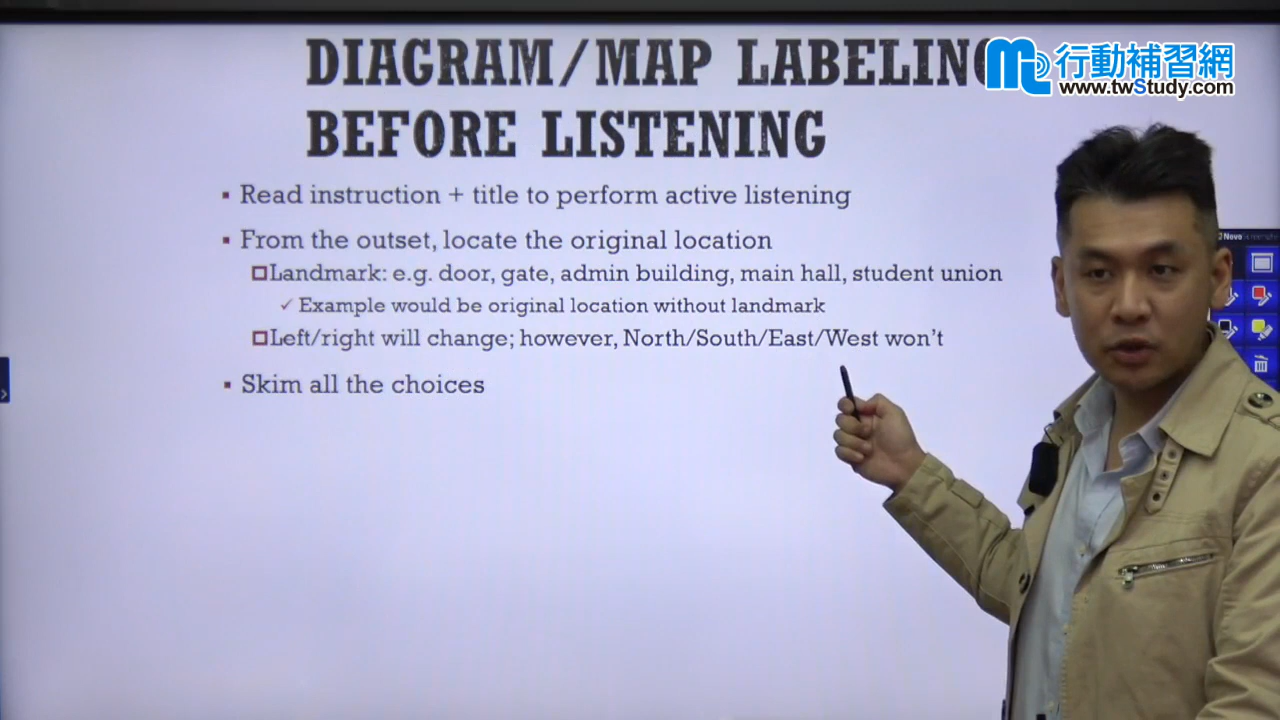 DIAGRAM/MAP LABELING
BEFORE LISTENING
行動補習網
www.twStudy.com
▪ Read instruction + title to perform active listening
▪ From the outset, locate the original location
❑Landmark: e.g. door, gate, admin building, main hall, student union
✓ Example would be original location without landmark
❑Left/right will change; however, North/South/East/West won't
▪ Skim all the choices